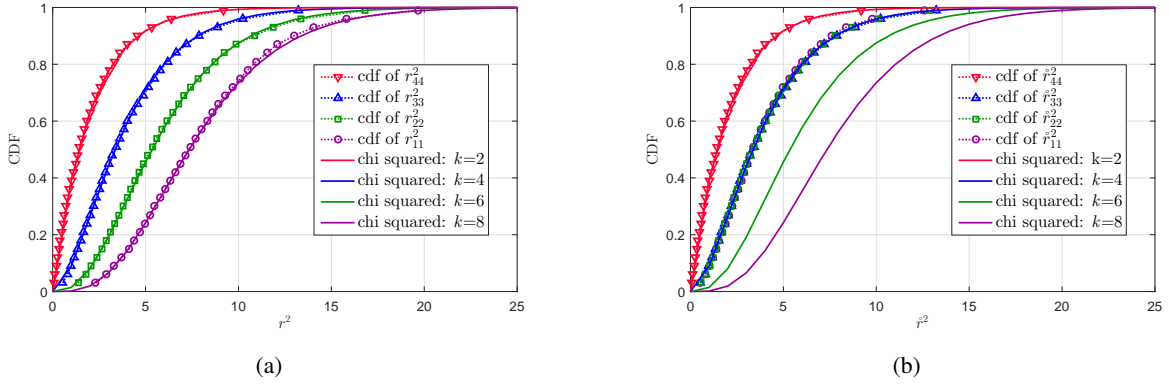 1
0.8
0.6
0.4
0.2
0
CDF
0 5 10 15 20 25
r²
cdf of r²₄₄
cdf of r²₃₃
cdf of r²₂₂
cdf of r²₁₁
chi squared: k=2
chi squared: k=4
chi squared: k=6
chi squared: k=8
(a)
1
0.8
0.6
0.4
0.2
0
CDF
0 5 10 15 20 25
r̊²
cdf of r̊²₄₄
cdf of r̊²₃₃
cdf of r̊²₂₂
cdf of r̊²₁₁
chi squared: k=2
chi squared: k=4
chi squared: k=6
chi squared: k=8
(b)